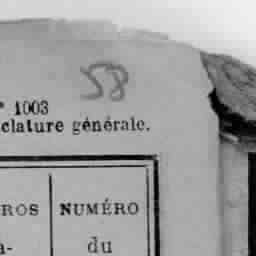 58
° 1003
clature générale.
ROS NUMÉRO
a- du